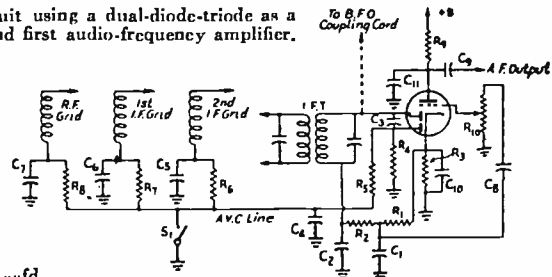 uit using a dual-diode-triode as a
d first audio-frequency amplifier.
To B.F.O
Coupling Cord
+B
R9
C9
A.F. Output
C11
R.F.
Grid
1st
I.F. Grid
2nd
I.F. Grid
I.F.T
C3
R4
R10
R3
C10
C8
C7
R8
C6
R7
C5
R6
R5
A.V.C Line
S1
C4
R2
R1
C2
C1